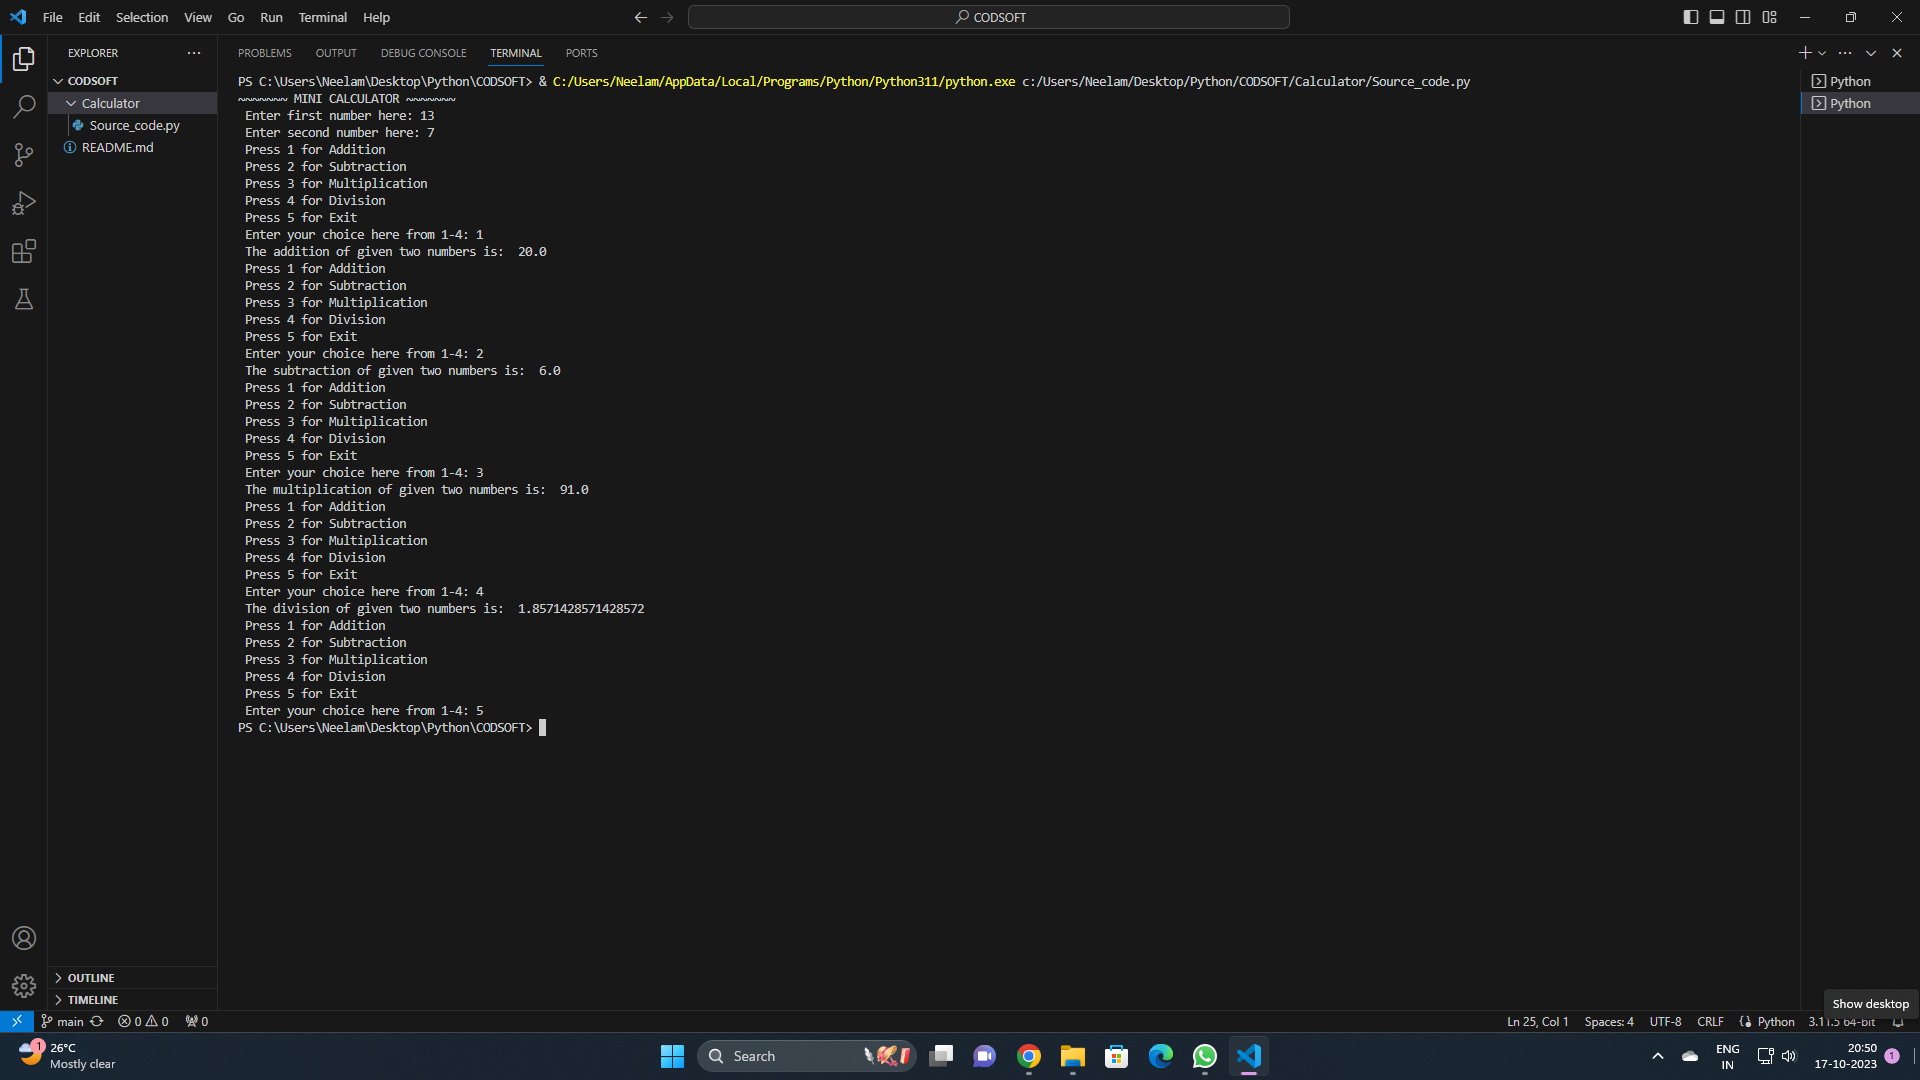 File Edit Selection View Go Run Terminal Help
CODSOFT
EXPLORER
PROBLEMS OUTPUT DEBUG CONSOLE TERMINAL PORTS
CODSOFT
Calculator
Source_code.py
README.md
PS C:\Users\Neelam\Desktop\Python\CODSOFT> & C:/Users/Neelam/AppData/Local/Programs/Python/Python311/python.exe c:/Users/Neelam/Desktop/Python/CODSOFT/Calculator/Source_code.py
~~~~~~~ MINI CALCULATOR ~~~~~~~
Enter first number here: 13
Enter second number here: 7
Press 1 for Addition
Press 2 for Subtraction
Press 3 for Multiplication
Press 4 for Division
Press 5 for Exit
Enter your choice here from 1-4: 1
The addition of given two numbers is:  20.0
Press 1 for Addition
Press 2 for Subtraction
Press 3 for Multiplication
Press 4 for Division
Press 5 for Exit
Enter your choice here from 1-4: 2
The subtraction of given two numbers is:  6.0
Press 1 for Addition
Press 2 for Subtraction
Press 3 for Multiplication
Press 4 for Division
Press 5 for Exit
Enter your choice here from 1-4: 3
The multiplication of given two numbers is:  91.0
Press 1 for Addition
Press 2 for Subtraction
Press 3 for Multiplication
Press 4 for Division
Press 5 for Exit
Enter your choice here from 1-4: 4
The division of given two numbers is:  1.8571428571428572
Press 1 for Addition
Press 2 for Subtraction
Press 3 for Multiplication
Press 4 for Division
Press 5 for Exit
Enter your choice here from 1-4: 5
PS C:\Users\Neelam\Desktop\Python\CODSOFT>
Python
Python
OUTLINE
TIMELINE
Show desktop
main 0 0 0
Ln 25, Col 1 Spaces: 4 UTF-8 CRLF Python 3.11.5 64-bit
1
26°C
Mostly clear
Search
ENG
IN
20:50
17-10-2023
1